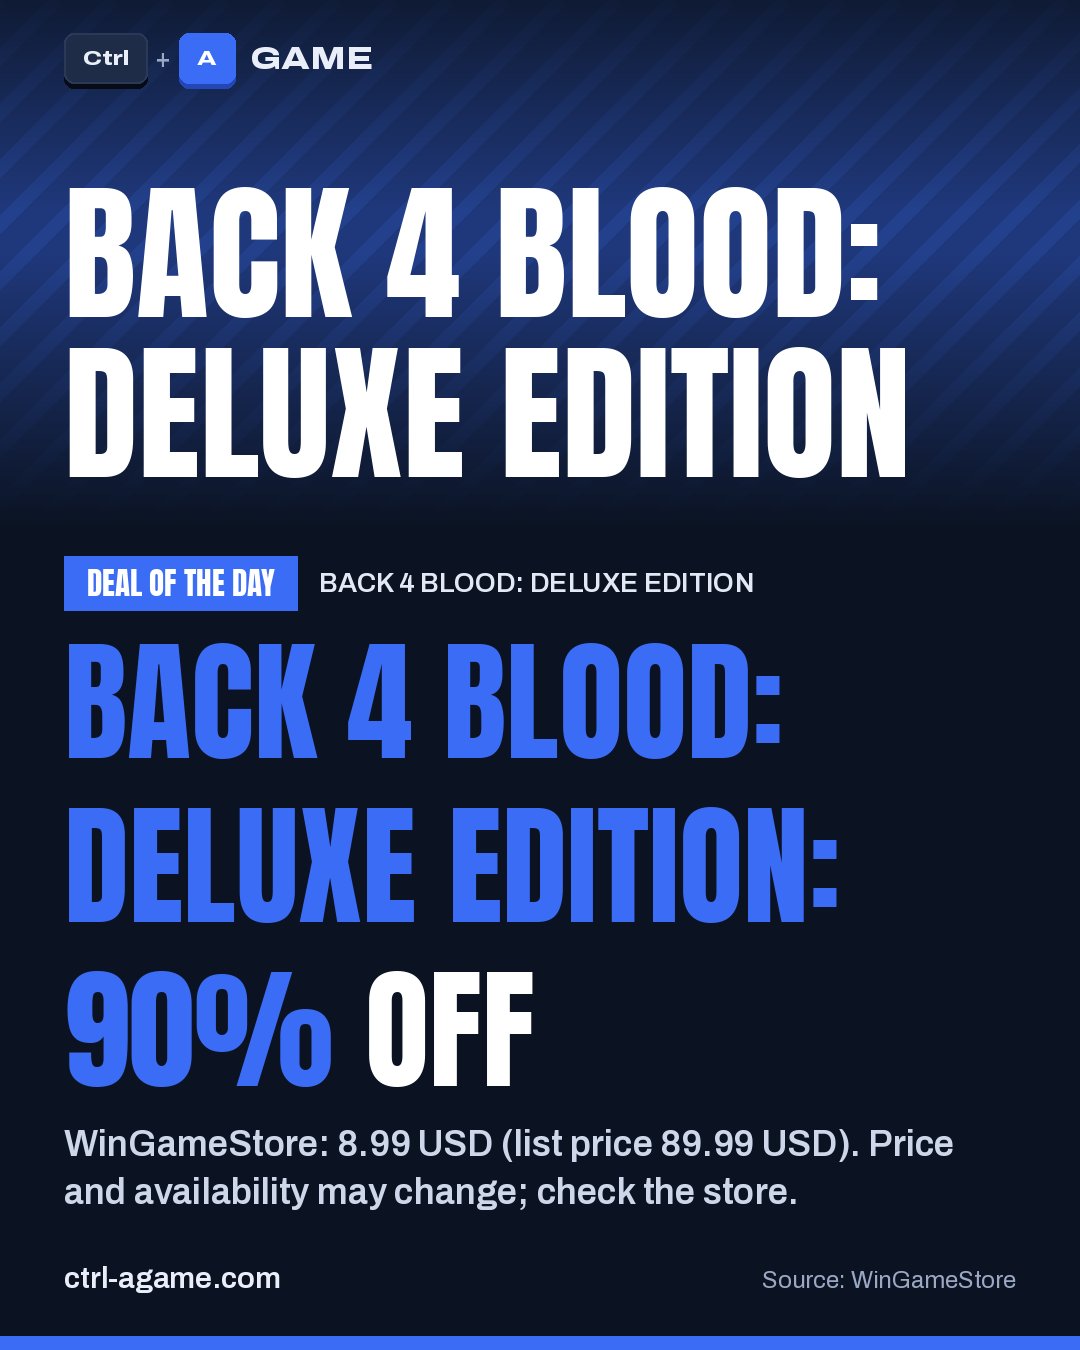 Ctrl + A GAME
BACK 4 BLOOD:
DELUXE EDITION
DEAL OF THE DAY BACK 4 BLOOD: DELUXE EDITION
BACK 4 BLOOD:
DELUXE EDITION:
90% OFF
WinGameStore: 8.99 USD (list price 89.99 USD). Price
and availability may change; check the store.
ctrl-agame.com Source: WinGameStore